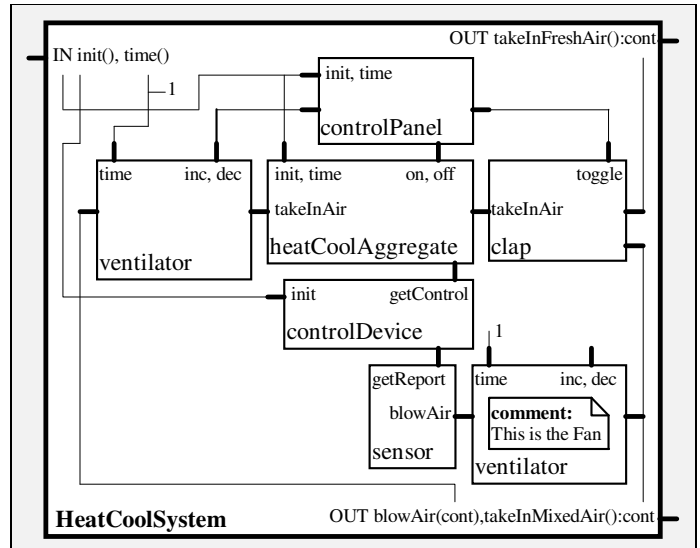 OUT takeInFreshAir():cont
IN init(), time()
1
init, time
controlPanel
time
inc, dec
init, time
on, off
toggle
takeInAir
takeInAir
ventilator
heatCoolAggregate
clap
init
getControl
controlDevice
1
getReport
time
inc, dec
blowAir
comment:
This is the Fan
sensor
ventilator
HeatCoolSystem
OUT blowAir(cont),takeInMixedAir():cont